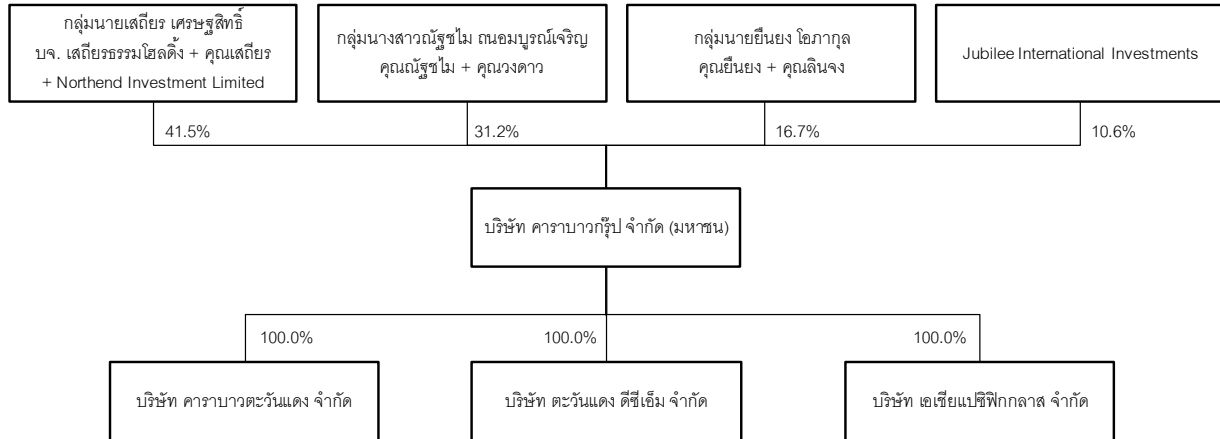 กลุ่มนายเสถียร เศรษฐสิทธิ์
บจ. เสถียรธรรมโฮลดิ้ง + คุณเสถียร
+ Northend Investment Limited
กลุ่มนางสาวณัฐชไม ถนอมบูรณ์เจริญ
คุณณัฐชไม + คุณวงดาว
กลุ่มนายยืนยง โอภากุล
คุณยืนยง + คุณลินจง
Jubilee International Investments
41.5%
31.2%
16.7%
10.6%
บริษัท คาราบาวกรุ๊ป จำกัด (มหาชน)
100.0%
100.0%
100.0%
บริษัท คาราบาวตะวันแดง จำกัด
บริษัท ตะวันแดง ดีซีเอ็ม จำกัด
บริษัท เอเชียแปซิฟิกกลาส จำกัด